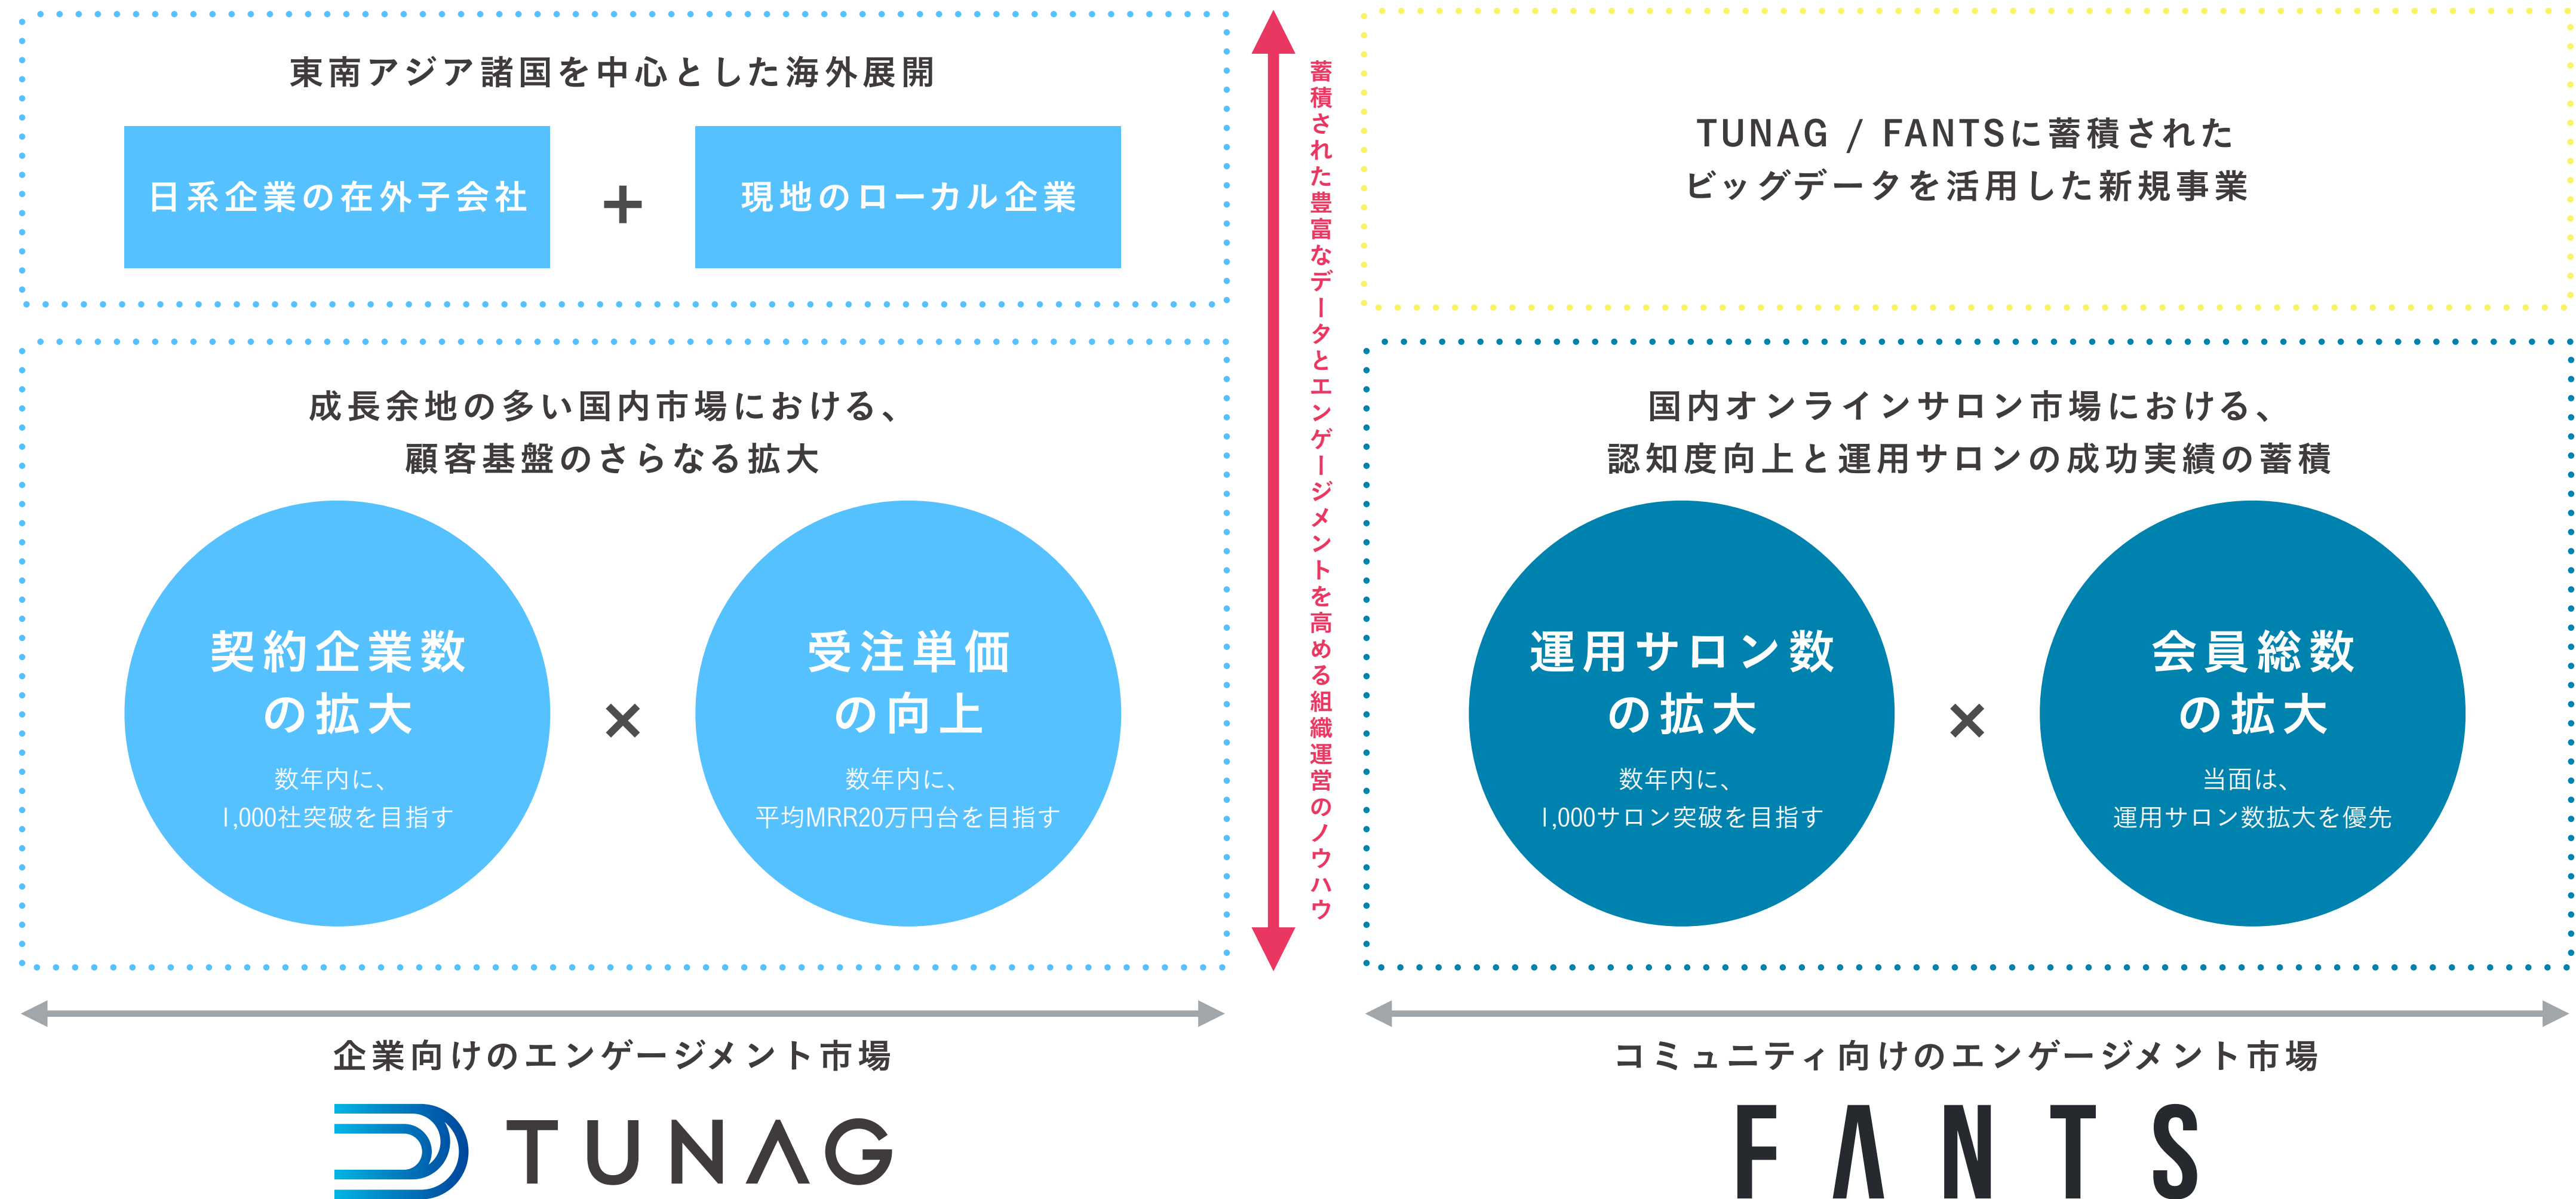 東南アジア諸国を中心とした海外展開
日系企業の在外子会社
+
現地のローカル企業
成長余地の多い国内市場における、
顧客基盤のさらなる拡大
契約企業数
の拡大
数年内に、
1,000社突破を目指す
×
受注単価
の向上
数年内に、
平均MRR20万円台を目指す
企業向けのエンゲージメント市場
TUNAG
蓄積された豊富なデータとエンゲージメントを高める組織運営のノウハウ
TUNAG / FANTSに蓄積された
ビッグデータを活用した新規事業
国内オンラインサロン市場における、
認知度向上と運用サロンの成功実績の蓄積
運用サロン数
の拡大
数年内に、
1,000サロン突破を目指す
×
会員総数
の拡大
当面は、
運用サロン数拡大を優先
コミュニティ向けのエンゲージメント市場
FANTS